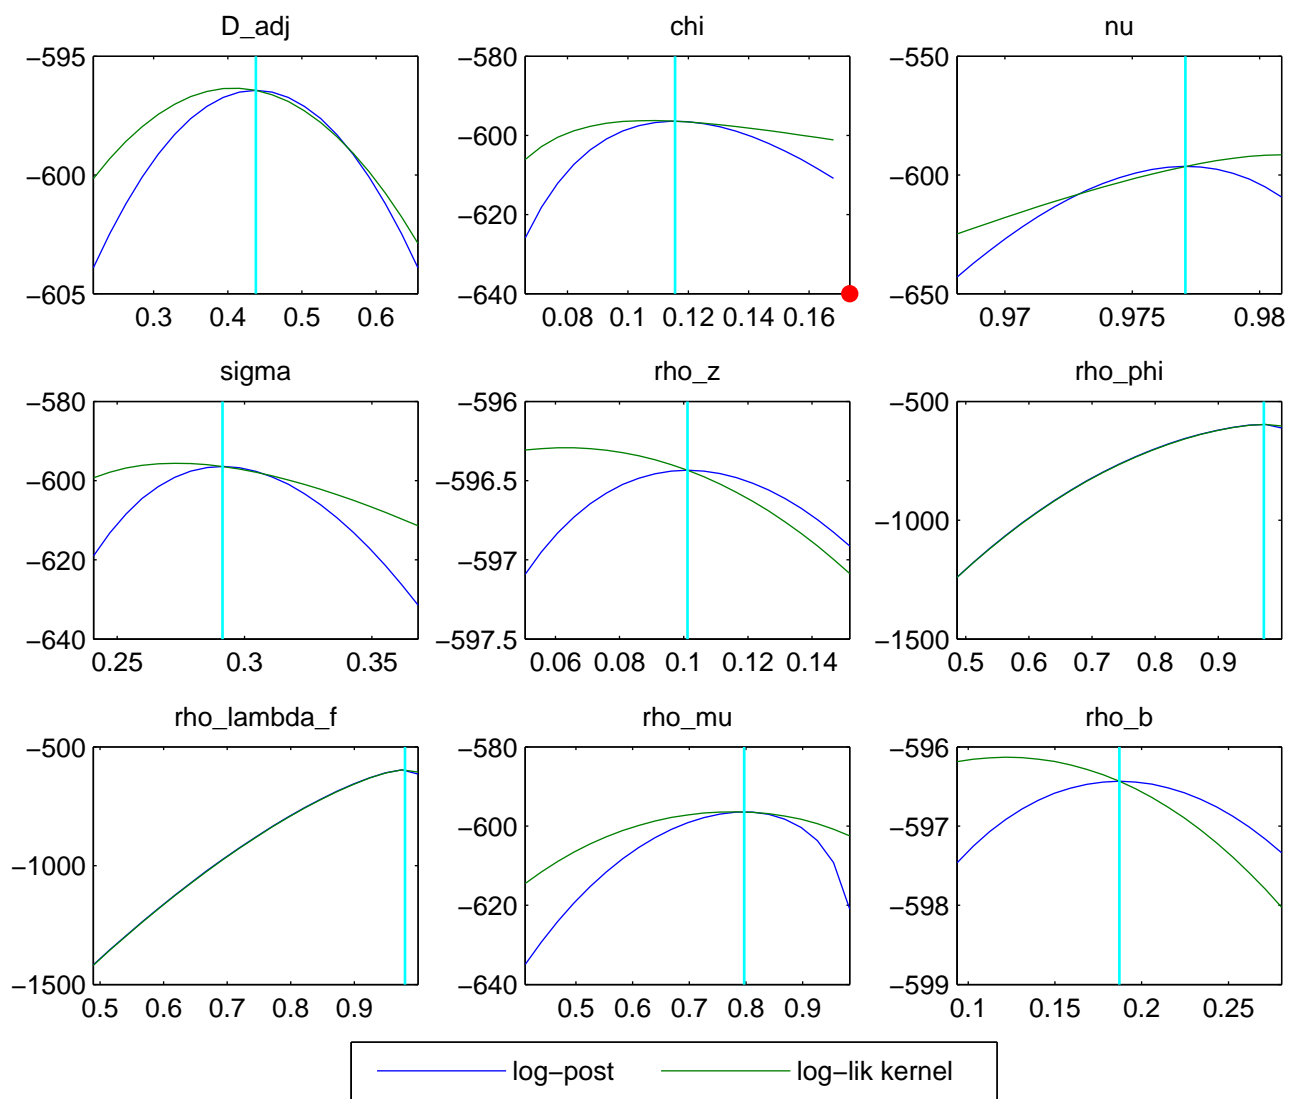 D_adj
chi
nu
−595
−600
−605
0.3 0.4 0.5 0.6
−580
−600
−620
−640
0.08 0.1 0.12 0.14 0.16
−550
−600
−650
0.97 0.975 0.98
sigma
rho_z
rho_phi
−580
−600
−620
−640
0.25 0.3 0.35
−596
−596.5
−597
−597.5
0.06 0.08 0.1 0.12 0.14
−500
−1000
−1500
0.5 0.6 0.7 0.8 0.9
rho_lambda_f
rho_mu
rho_b
−500
−1000
−1500
0.5 0.6 0.7 0.8 0.9
−580
−600
−620
−640
0.5 0.6 0.7 0.8 0.9
−596
−597
−598
−599
0.1 0.15 0.2 0.25
log−post
log−lik kernel